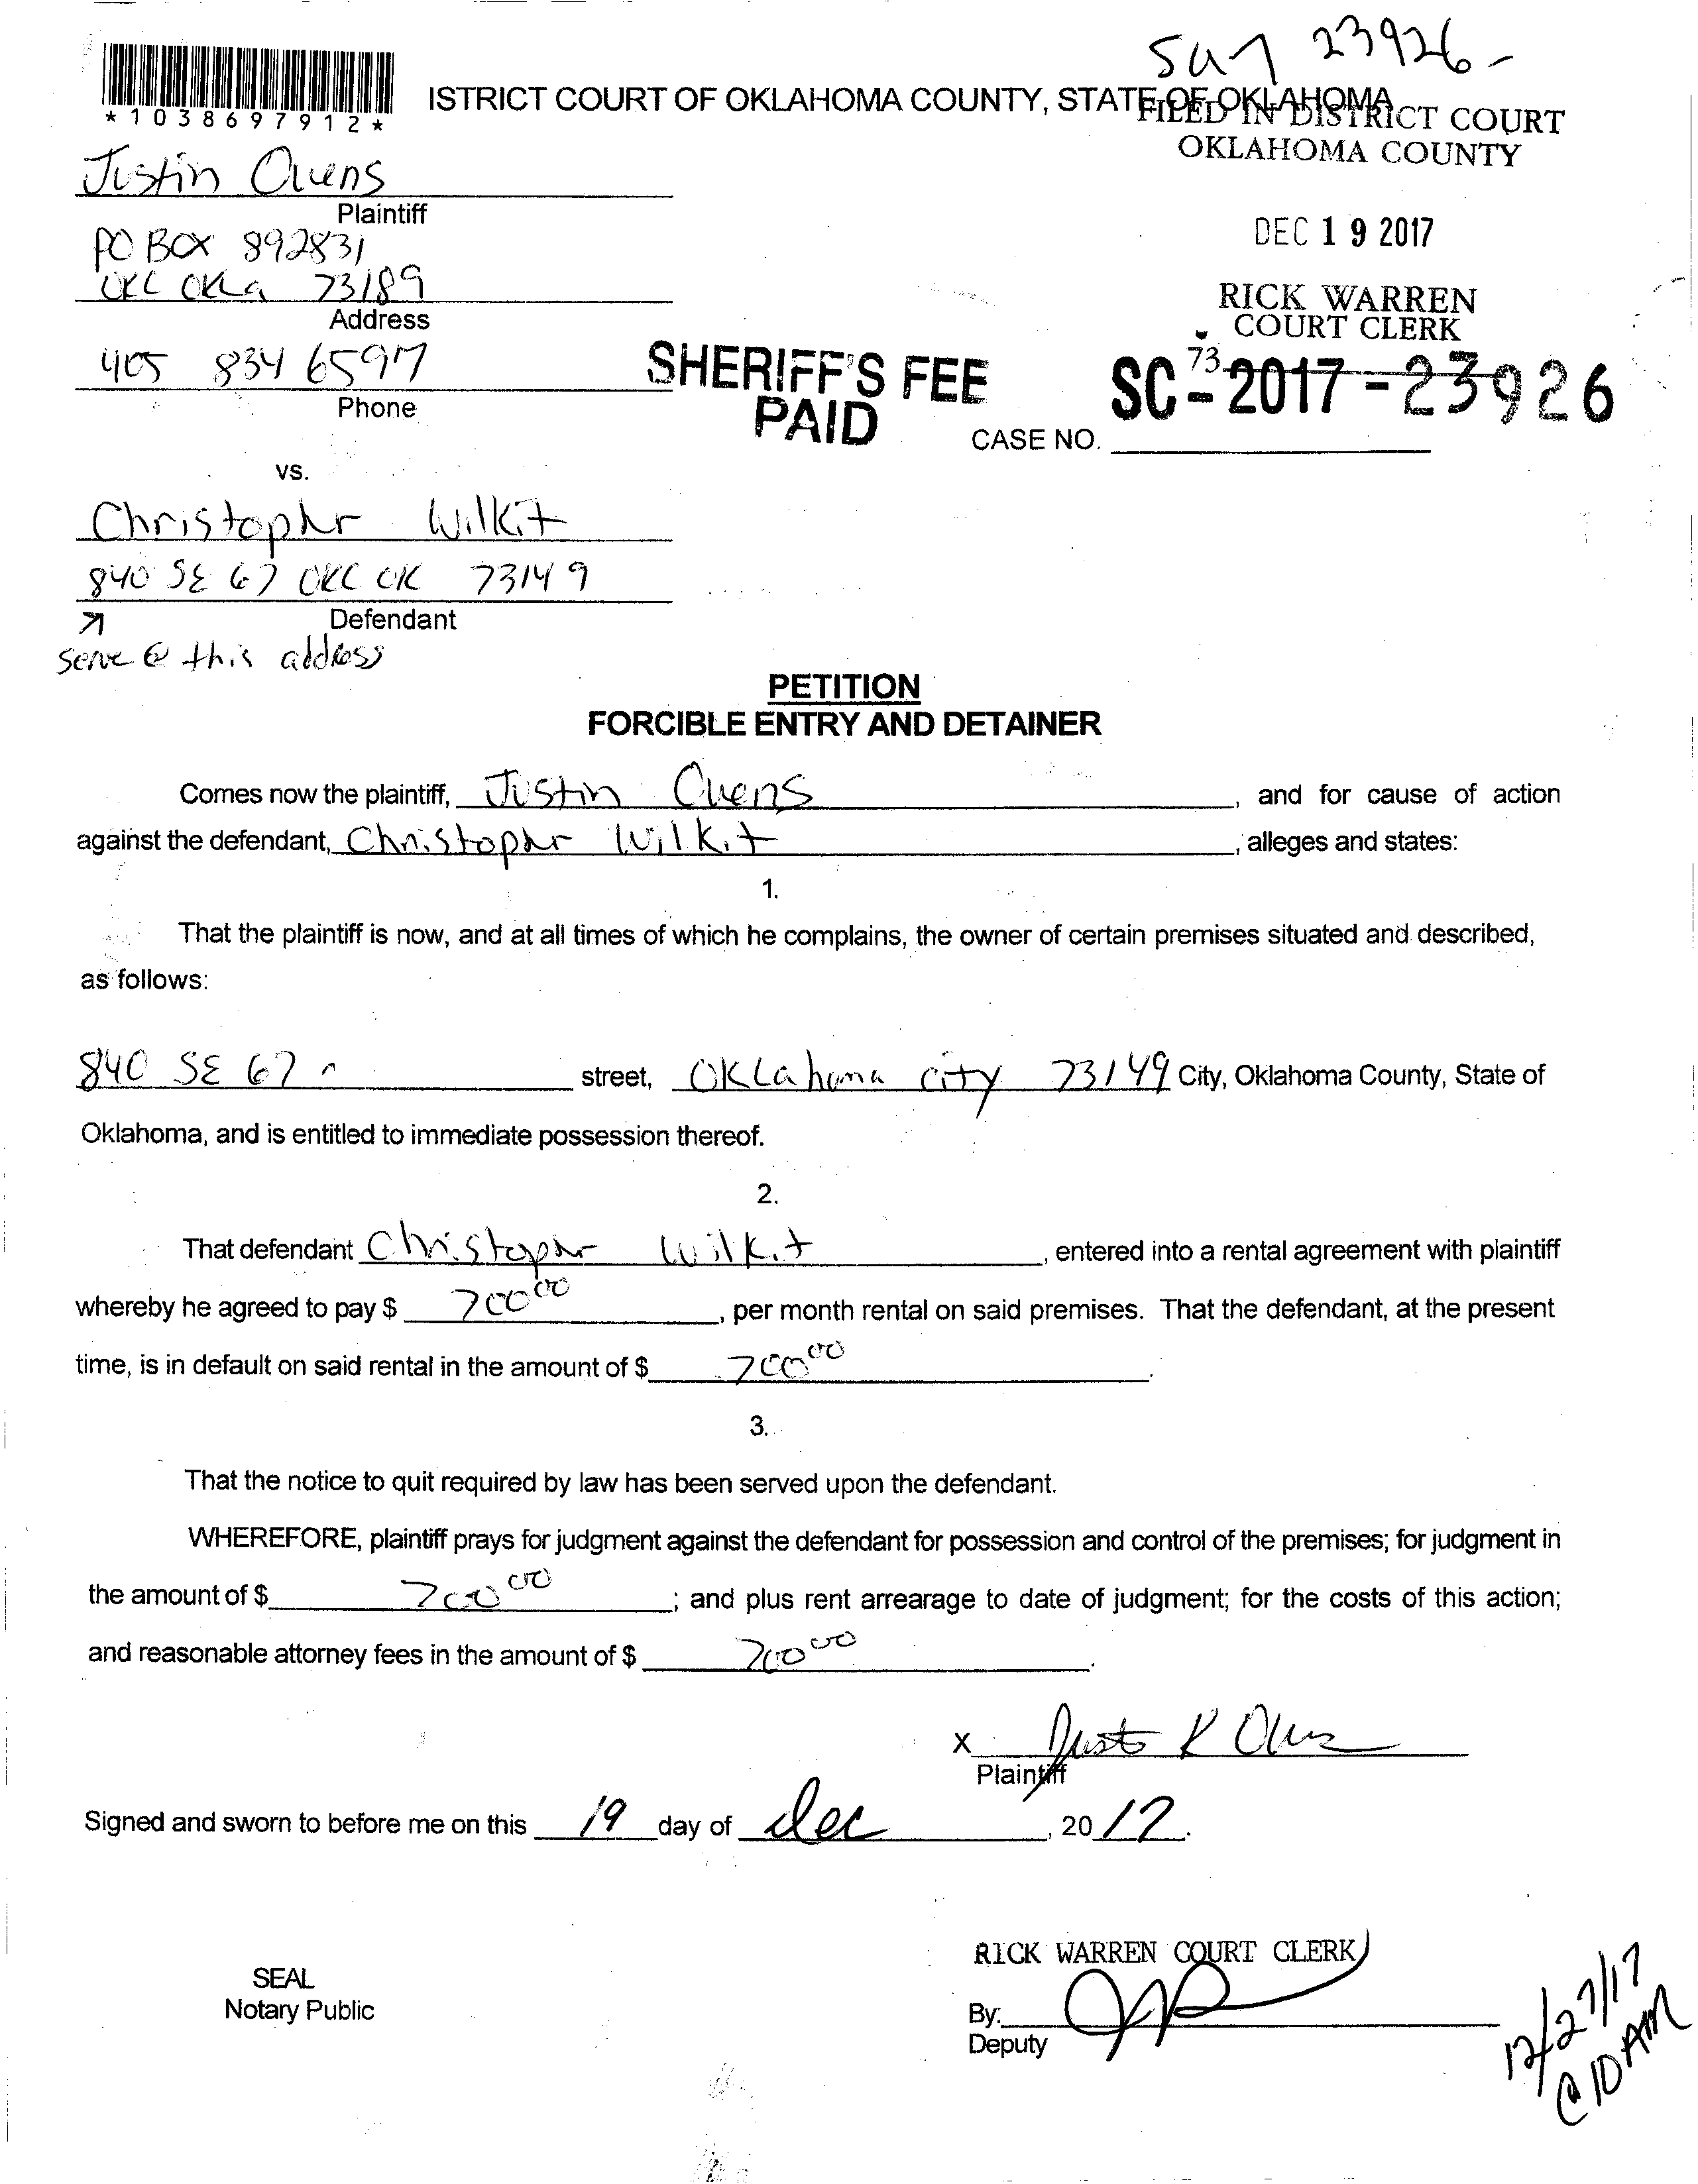 23926-
*1038697912*
ISTRICT COURT OF OKLAHOMA COUNTY, STATE OF OKLAHOMA
FILED IN DISTRICT COURT
OKLAHOMA COUNTY
Justin Owens
Plaintiff
PO BOX 892831
OKC OKLa 73189
Address
DEC 19 2017
RICK WARREN
COURT CLERK
405 834 6597
Phone
SHERIFF'S FEE
PAID
73
SC-2017-23926
CASE NO.
vs.
Christophr Wilkit
840 SE 67 OKC OK 73149
Defendant
serve @ this address
PETITION
FORCIBLE ENTRY AND DETAINER
Comes now the plaintiff, Justin Owens, and for cause of action
against the defendant, Christophr Wilkit, alleges and states:
1.
That the plaintiff is now, and at all times of which he complains, the owner of certain premises situated and described,
as follows:
840 SE 67 street, OKLahoma city 73149 City, Oklahoma County, State of
Oklahoma, and is entitled to immediate possession thereof.
2.
That defendant Christophr Wilkit, entered into a rental agreement with plaintiff
whereby he agreed to pay $ 700 00, per month rental on said premises. That the defendant, at the present
time, is in default on said rental in the amount of $ 700 00.
3.
That the notice to quit required by law has been served upon the defendant.
WHEREFORE, plaintiff prays for judgment against the defendant for possession and control of the premises; for judgment in
the amount of $ 700 00; and plus rent arrearage to date of judgment; for the costs of this action;
and reasonable attorney fees in the amount of $ 700 00.
X Justin R Owens
Plaintiff
Signed and sworn to before me on this 19 day of dec, 20 17.
RICK WARREN COURT CLERK
SEAL
Notary Public
By:
Deputy
12/27/17
@ 10 AM